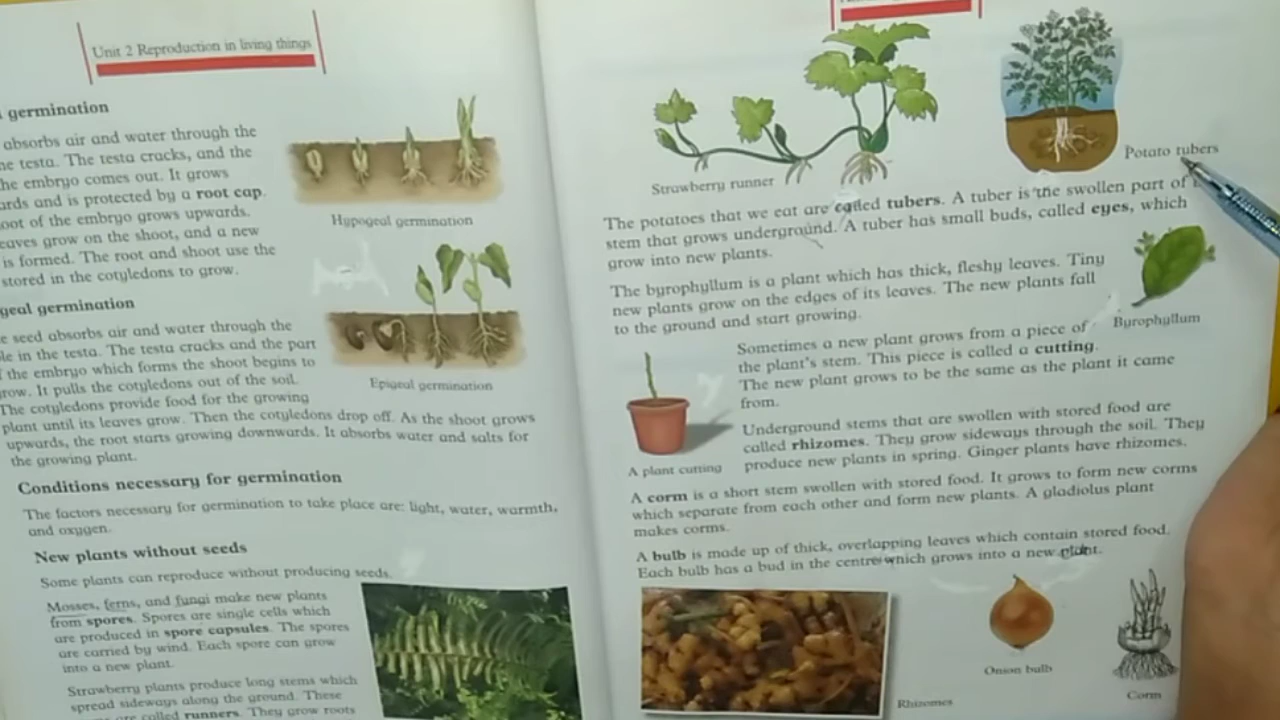 Unit 2 Reproduction in living things
germination
absorbs air and water through the
the testa. The testa cracks, and the
the embryo comes out. It grows
and is protected by a root cap.
of the embryo grows upwards.
grow on the shoot, and a new
is formed. The root and shoot use the
stored in the cotyledons to grow.
Hypogeal germination
germination
seed absorbs air and water through the
in the testa. The testa cracks and the part
the embryo which forms the shoot begins to
It pulls the cotyledons out of the soil.
The cotyledons provide food for the growing
plant until its leaves grow. Then the cotyledons drop off. As the shoot grows
upwards, the root starts growing downwards. It absorbs water and salts for
the growing plant.
Epigeal germination
Conditions necessary for germination
The factors necessary for germination to take place are: light, water, warmth,
and oxygen.
New plants without seeds
Some plants can reproduce without producing seeds.
Mosses, ferns, and fungi make new plants
from spores. Spores are single cells which
are produced in spore capsules. The spores
are carried by wind. Each spore can grow
into a new plant.
Strawberry plants produce long stems which
spread sideways along the ground. These
are called runners. They grow roots
Strawberry runner
Potato tubers
The potatoes that we eat are called tubers. A tuber is the swollen part of
stem that grows underground. A tuber has small buds, called eyes, which
grow into new plants.
The byrophyllum is a plant which has thick, fleshy leaves. Tiny
new plants grow on the edges of its leaves. The new plants fall
to the ground and start growing.
Byrophyllum
Sometimes a new plant grows from a piece of
the plant's stem. This piece is called a cutting.
The new plant grows to be the same as the plant it came
from.
A plant cutting
Underground stems that are swollen with stored food are
called rhizomes. They grow sideways through the soil. They
produce new plants in spring. Ginger plants have rhizomes.
A corm is a short stem swollen with stored food. It grows to form new corms
which separate from each other and form new plants. A gladiolus plant
makes corms.
A bulb is made up of thick, overlapping leaves which contain stored food.
Each bulb has a bud in the centre which grows into a new plant.
Onion bulb
Rhizomes
Corm